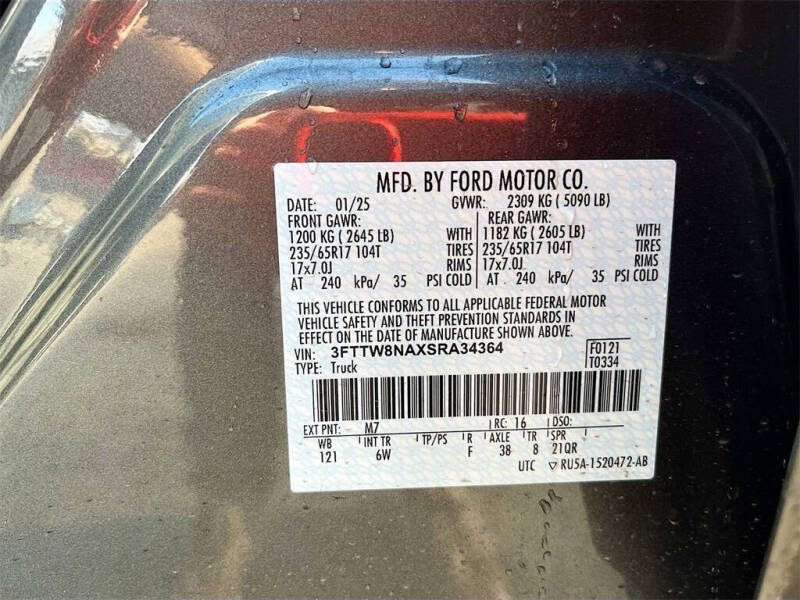 MFD. BY FORD MOTOR CO.
DATE: 01/25 GVWR: 2309 KG ( 5090 LB)
FRONT GAWR: REAR GAWR:
1200 KG ( 2645 LB) WITH 1182 KG ( 2605 LB) WITH
235/65R17 104T TIRES 235/65R17 104T TIRES
17x7.0J RIMS 17x7.0J RIMS
AT 240 kPa/ 35 PSI COLD AT 240 kPa/ 35 PSI COLD
THIS VEHICLE CONFORMS TO ALL APPLICABLE FEDERAL MOTOR
VEHICLE SAFETY AND THEFT PREVENTION STANDARDS IN
EFFECT ON THE DATE OF MANUFACTURE SHOWN ABOVE.
VIN: 3FTTW8NAXSRA34364 F0121
TYPE: Truck T0334
EXT PNT: M7 RC: 16 DSO:
WB INT TR TP/PS R AXLE TR SPR
121 6W F 38 8 21QR
UTC ▽ RU5A-1520472-AB